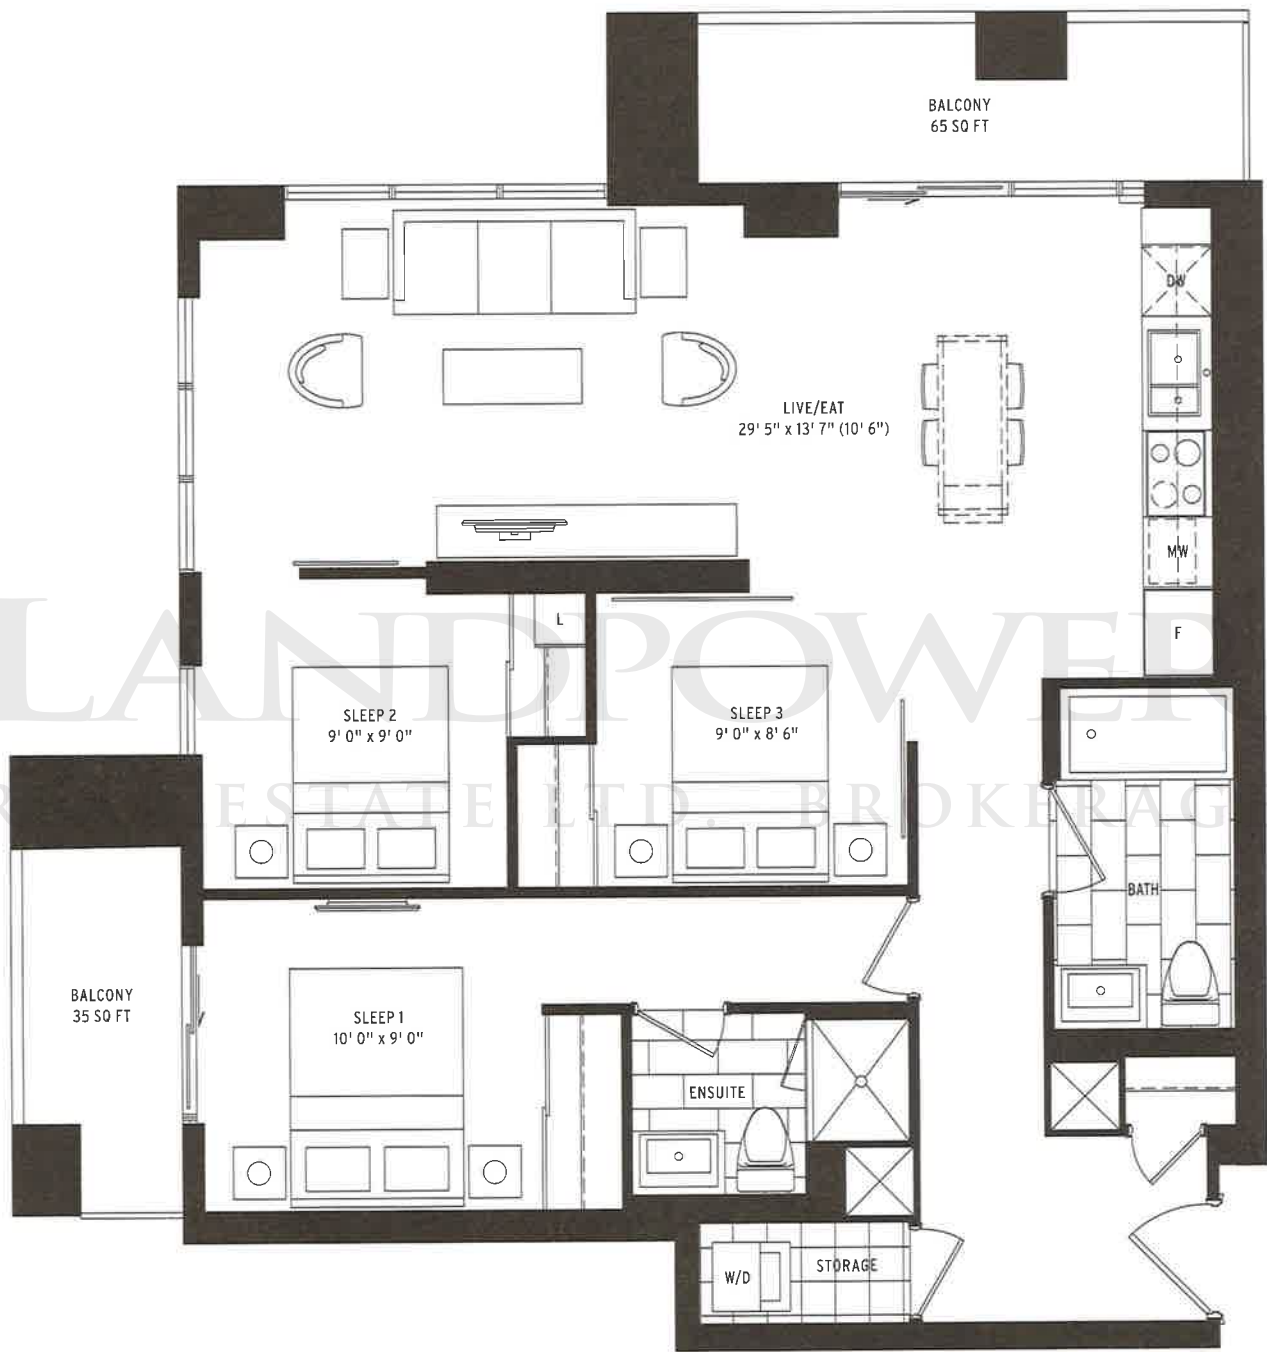 BALCONY
65 SQ FT
DW
LIVE/EAT
29' 5" x 13' 7" (10' 6")
MW
L
F
LANDPOWER
SLEEP 2
9' 0" x 9' 0"
SLEEP 3
9' 0" x 8' 6"
ESTATE LTD. BROKERAG
BATH
BALCONY
35 SQ FT
SLEEP 1
10' 0" x 9' 0"
ENSUITE
W/D
STORAGE